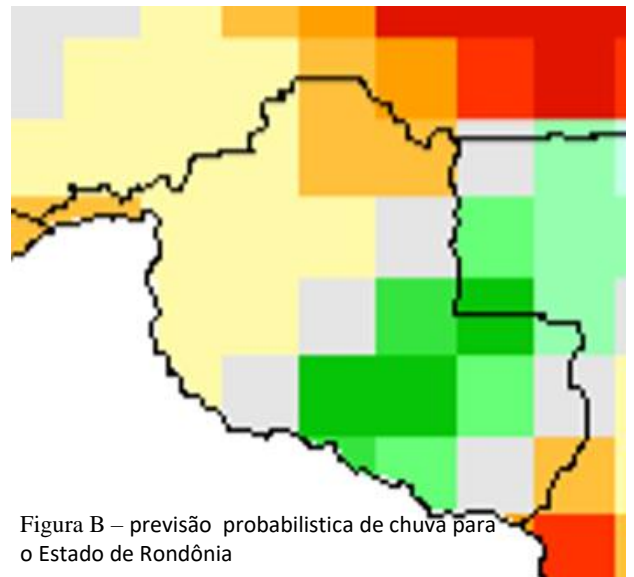 Figura B – previsão probabilistica de chuva para
o Estado de Rondônia